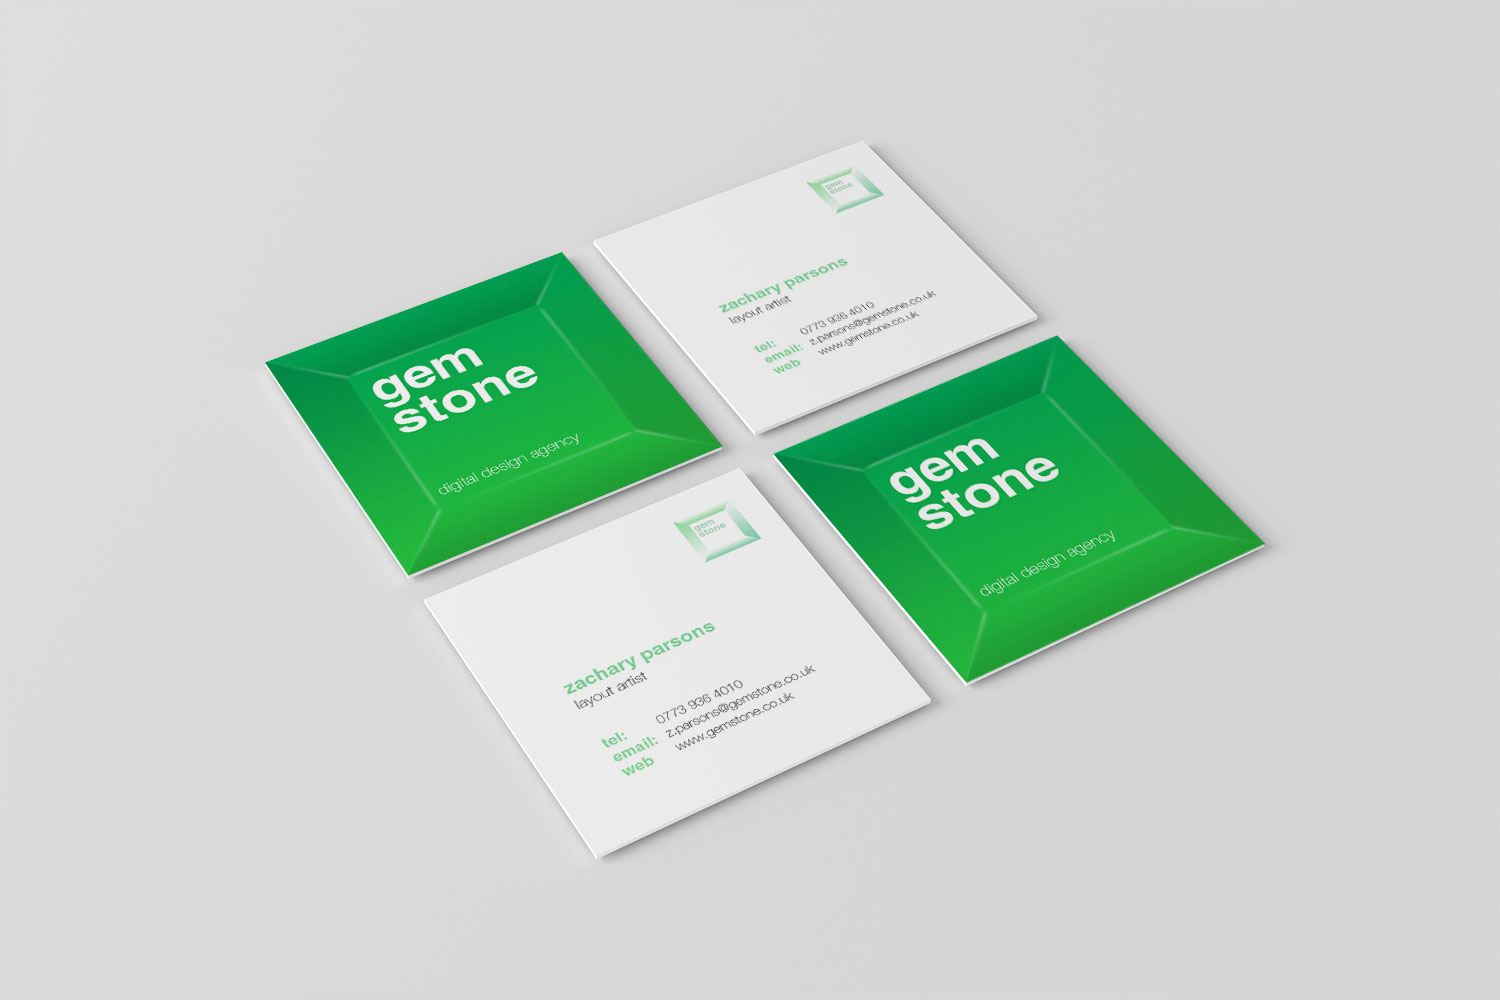 gem
stone
zachary parsons
layout artist
tel: 0773 936 4010
email: z.parsons@gemstone.co.uk
web www.gemstone.co.uk
gem
stone
digital design agency
gem
stone
zachary parsons
layout artist
tel: 0773 936 4010
email: z.parsons@gemstone.co.uk
web www.gemstone.co.uk
gem
stone
digital design agency